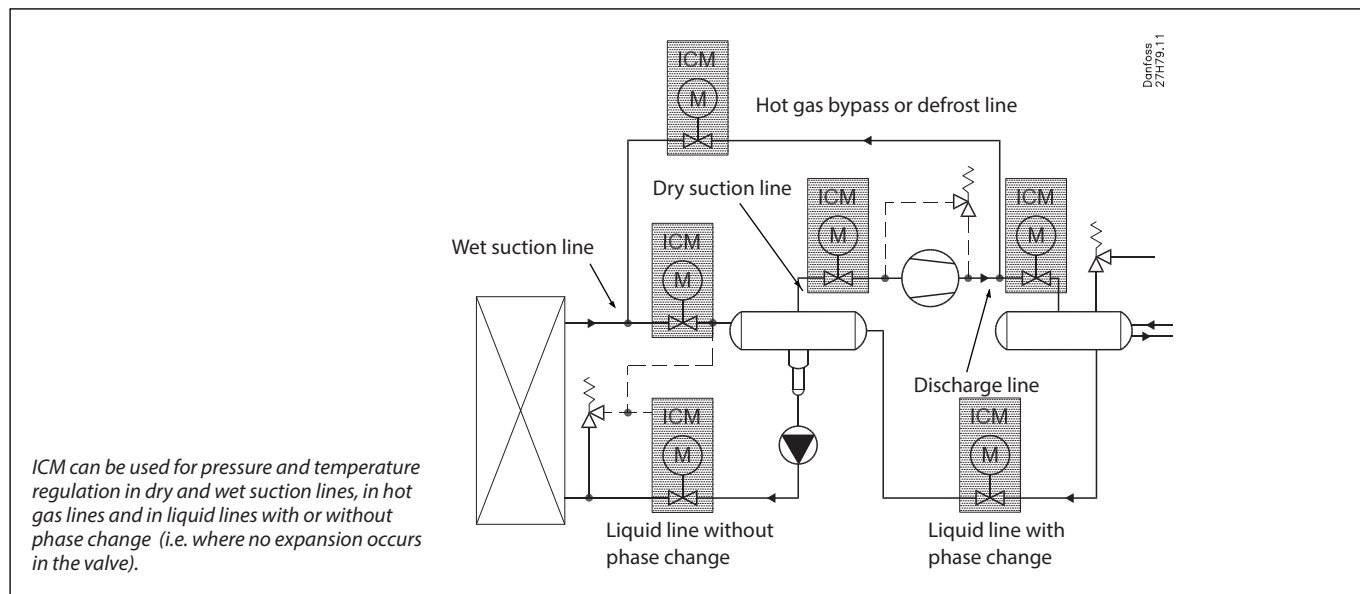 ICM
M
Danfoss
27H79.11
Hot gas bypass or defrost line
Dry suction line
ICM
M
ICM
M
Wet suction line
ICM
M
Discharge line
ICM
M
ICM
M
ICM can be used for pressure and temperature
regulation in dry and wet suction lines, in hot
gas lines and in liquid lines with or without
phase change (i.e. where no expansion occurs
in the valve).
Liquid line without
phase change
Liquid line with
phase change